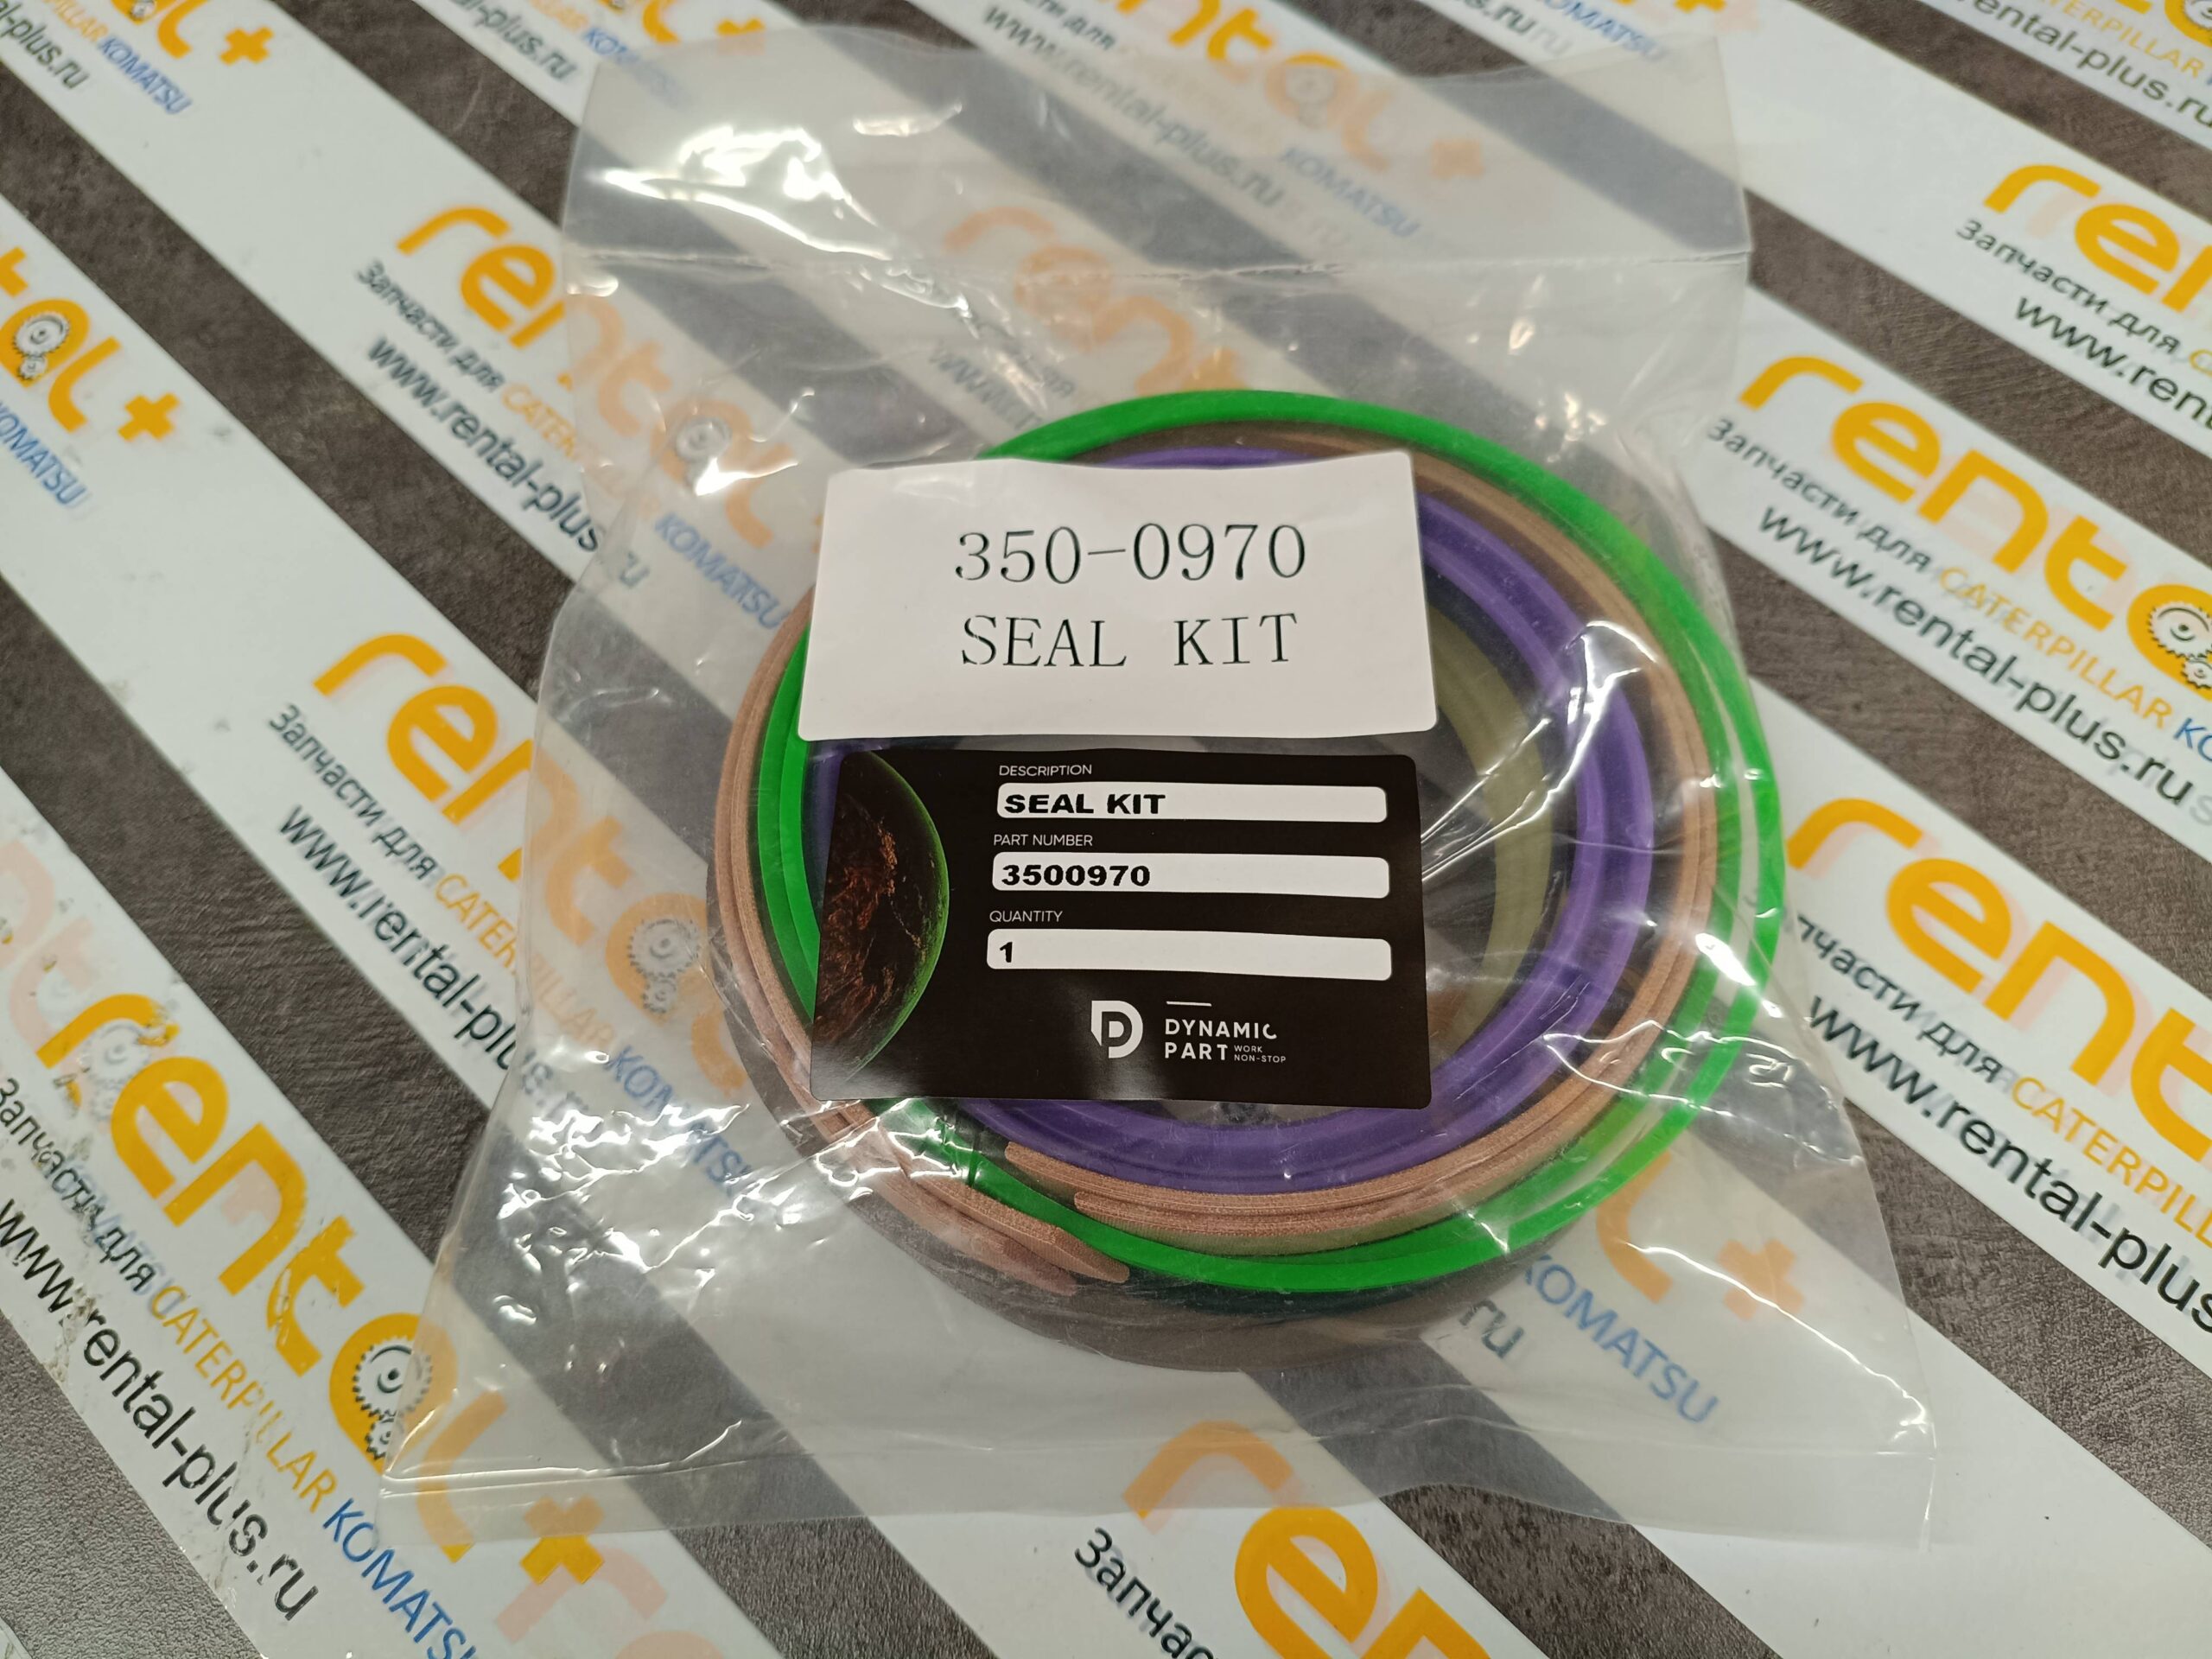 350-0970
SEAL KIT
DESCRIPTION
SEAL KIT
PART NUMBER
3500970
QUANTITY
1
DYNAMIC
PART WORK
NON-STOP
rental+
Запчасти для CATERPILLAR KOMATSU
www.rental-plus.ru